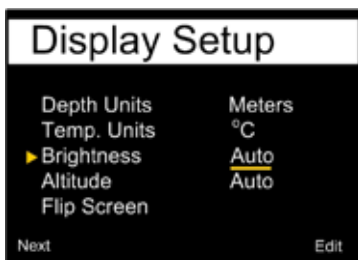 Display Setup
Depth Units Meters
Temp. Units °C
Brightness Auto
Altitude Auto
Flip Screen
Next Edit